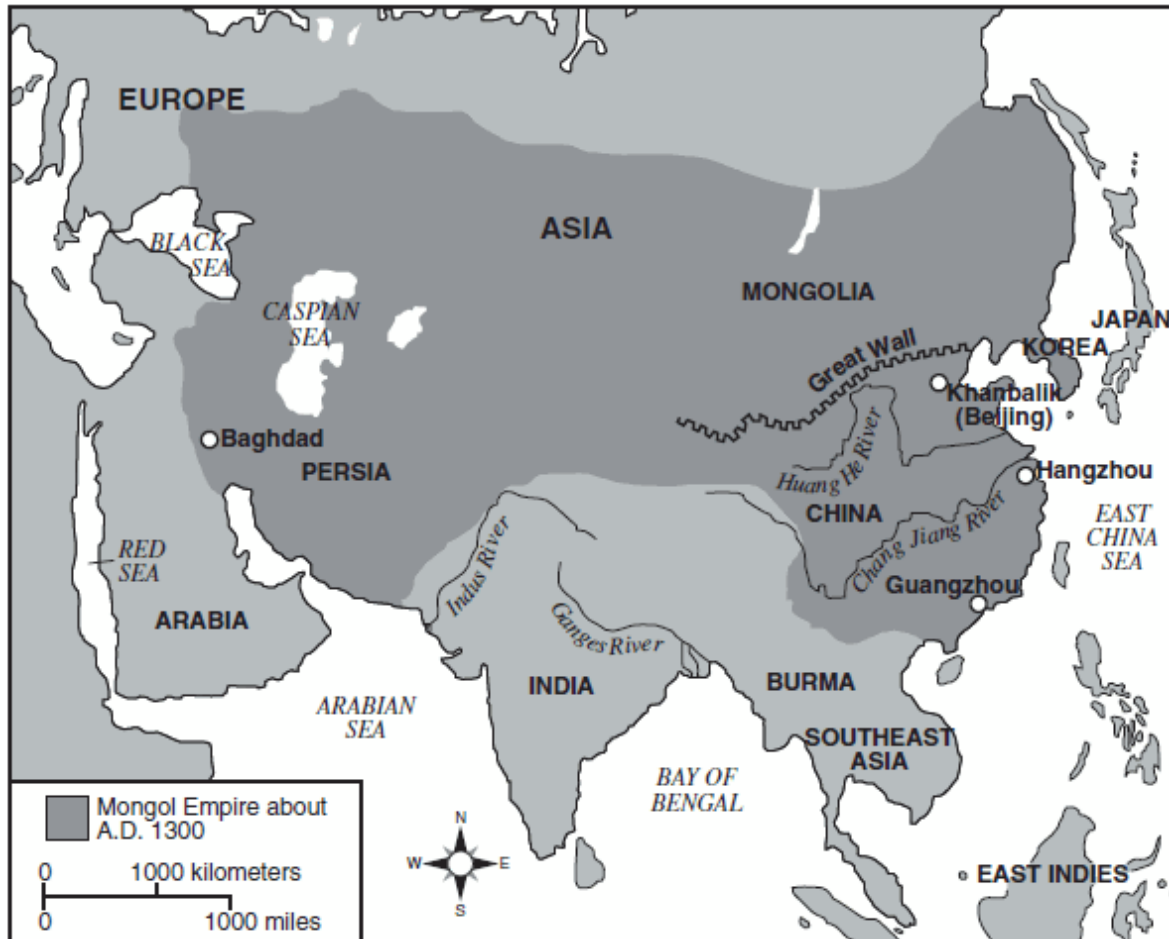 EUROPE
ASIA
BLACK
SEA
CASPIAN
SEA
MONGOLIA
JAPAN
KOREA
Great Wall
Khanbalik
(Beijing)
Baghdad
PERSIA
Huang He River
Hangzhou
CHINA
Chang Jiang River
EAST
CHINA
SEA
RED
SEA
Indus River
Guangzhou
ARABIA
Ganges River
INDIA
BURMA
ARABIAN
SEA
SOUTHEAST
ASIA
BAY OF
BENGAL
Mongol Empire about
A.D. 1300
N
W E
S
0 1000 kilometers
0 1000 miles
EAST INDIES